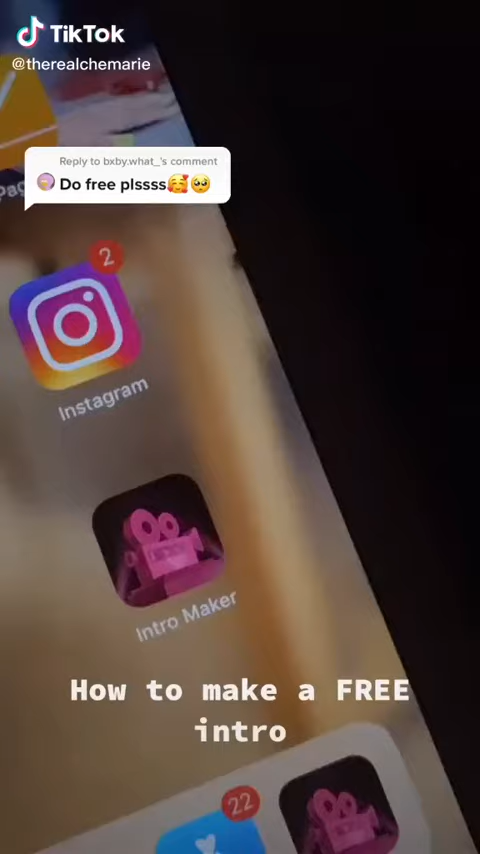 TikTok
@therealchemarie
Reply to bxby.what_'s comment
Do free plssss🥰🥺
2
Instagram
Intro Maker
How to make a FREE
intro
22